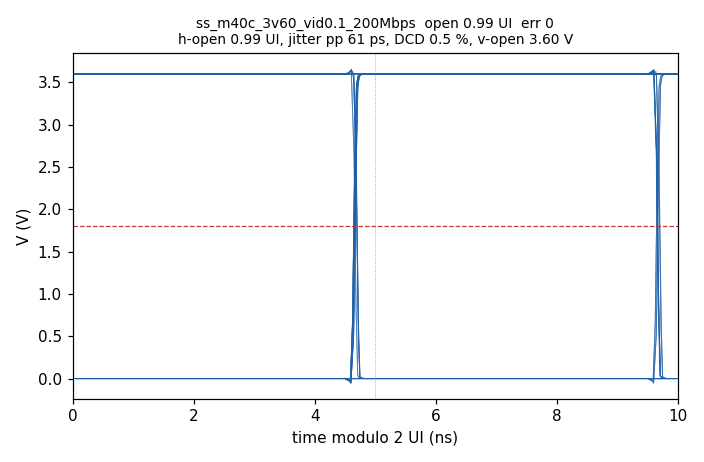 ss_m40c_3v60_vid0.1_200Mbps  open 0.99 UI  err 0
h-open 0.99 UI, jitter pp 61 ps, DCD 0.5 %, v-open 3.60 V
V (V)
3.5
3.0
2.5
2.0
1.5
1.0
0.5
0.0
0 2 4 6 8 10
time modulo 2 UI (ns)